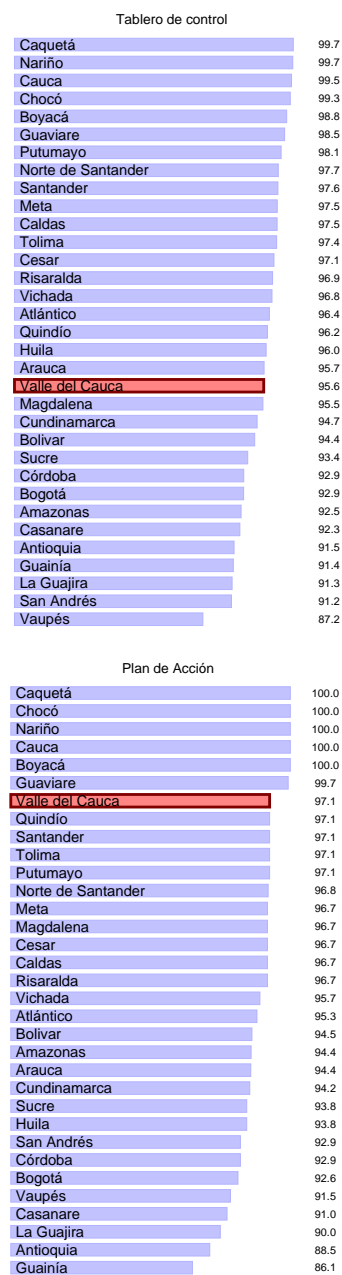 Tablero de control
Caquetá 99.7
Nariño 99.7
Cauca 99.5
Chocó 99.3
Boyacá 98.8
Guaviare 98.5
Putumayo 98.1
Norte de Santander 97.7
Santander 97.6
Meta 97.5
Caldas 97.5
Tolima 97.4
Cesar 97.1
Risaralda 96.9
Vichada 96.8
Atlántico 96.4
Quindío 96.2
Huila 96.0
Arauca 95.7
Valle del Cauca 95.6
Magdalena 95.5
Cundinamarca 94.7
Bolivar 94.4
Sucre 93.4
Córdoba 92.9
Bogotá 92.9
Amazonas 92.5
Casanare 92.3
Antioquia 91.5
Guainía 91.4
La Guajira 91.3
San Andrés 91.2
Vaupés 87.2
Plan de Acción
Caquetá 100.0
Chocó 100.0
Nariño 100.0
Cauca 100.0
Boyacá 100.0
Guaviare 99.7
Valle del Cauca 97.1
Quindío 97.1
Santander 97.1
Tolima 97.1
Putumayo 97.1
Norte de Santander 96.8
Meta 96.7
Magdalena 96.7
Cesar 96.7
Caldas 96.7
Risaralda 96.7
Vichada 95.7
Atlántico 95.3
Bolivar 94.5
Amazonas 94.4
Arauca 94.4
Cundinamarca 94.2
Sucre 93.8
Huila 93.8
San Andrés 92.9
Córdoba 92.9
Bogotá 92.6
Vaupés 91.5
Casanare 91.0
La Guajira 90.0
Antioquia 88.5
Guainía 86.1